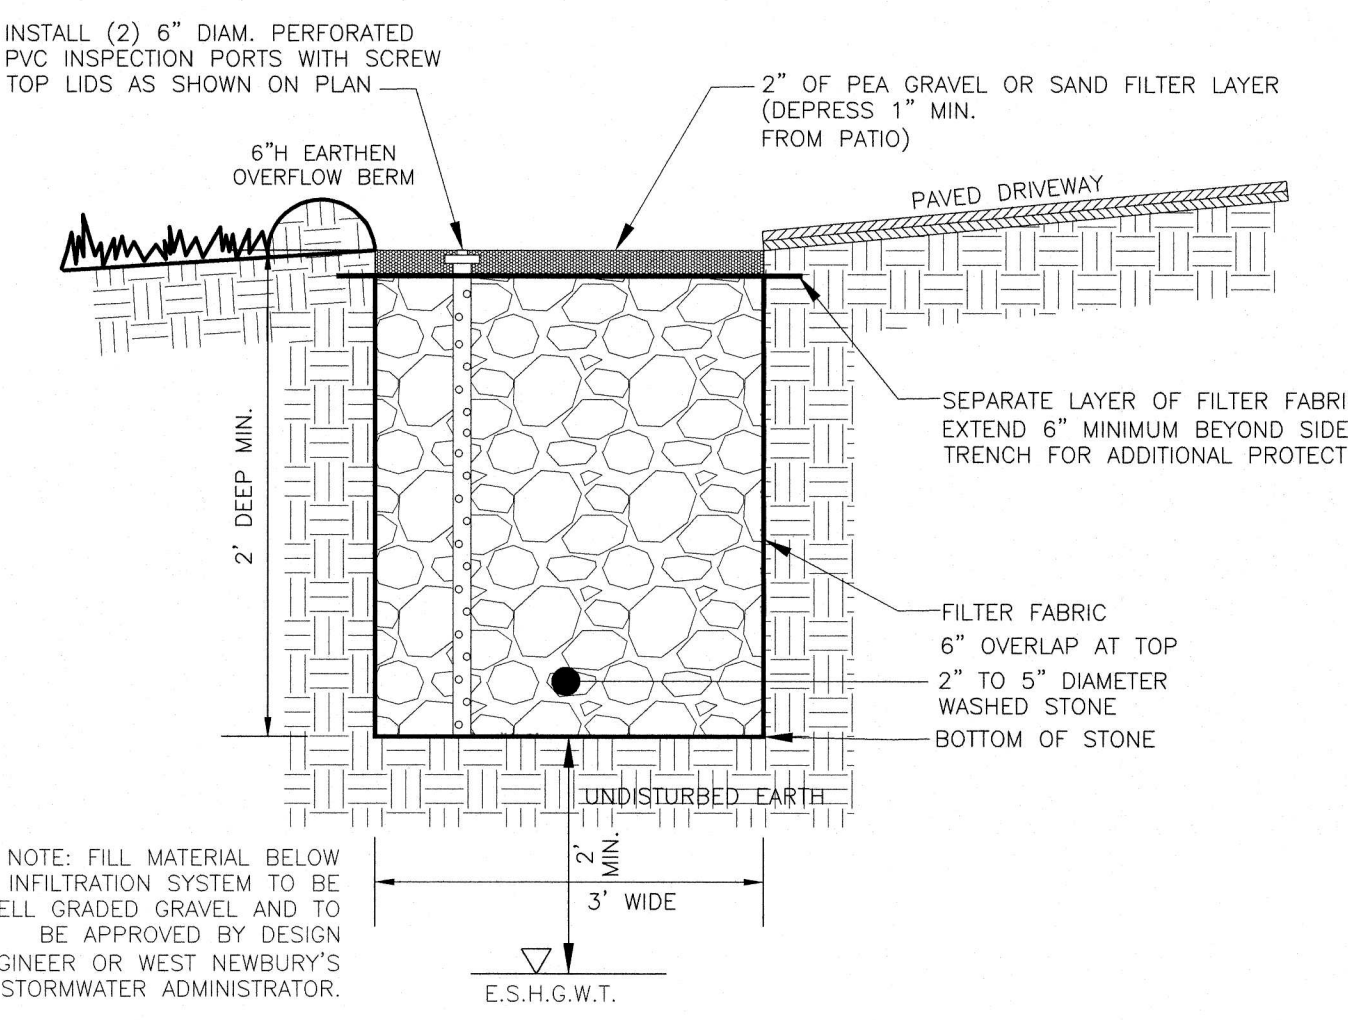 INSTALL (2) 6" DIAM. PERFORATED
PVC INSPECTION PORTS WITH SCREW
TOP LIDS AS SHOWN ON PLAN
2" OF PEA GRAVEL OR SAND FILTER LAYER
(DEPRESS 1" MIN.
FROM PATIO)
6"H EARTHEN
OVERFLOW BERM
PAVED DRIVEWAY
SEPARATE LAYER OF FILTER FABRI
EXTEND 6" MINIMUM BEYOND SIDE
TRENCH FOR ADDITIONAL PROTECT
2' DEEP MIN.
FILTER FABRIC
6" OVERLAP AT TOP
2" TO 5" DIAMETER
WASHED STONE
BOTTOM OF STONE
UNDISTURBED EARTH
2'
MIN.
3' WIDE
NOTE: FILL MATERIAL BELOW
INFILTRATION SYSTEM TO BE
ELL GRADED GRAVEL AND TO
BE APPROVED BY DESIGN
GINEER OR WEST NEWBURY'S
STORMWATER ADMINISTRATOR.
E.S.H.G.W.T.